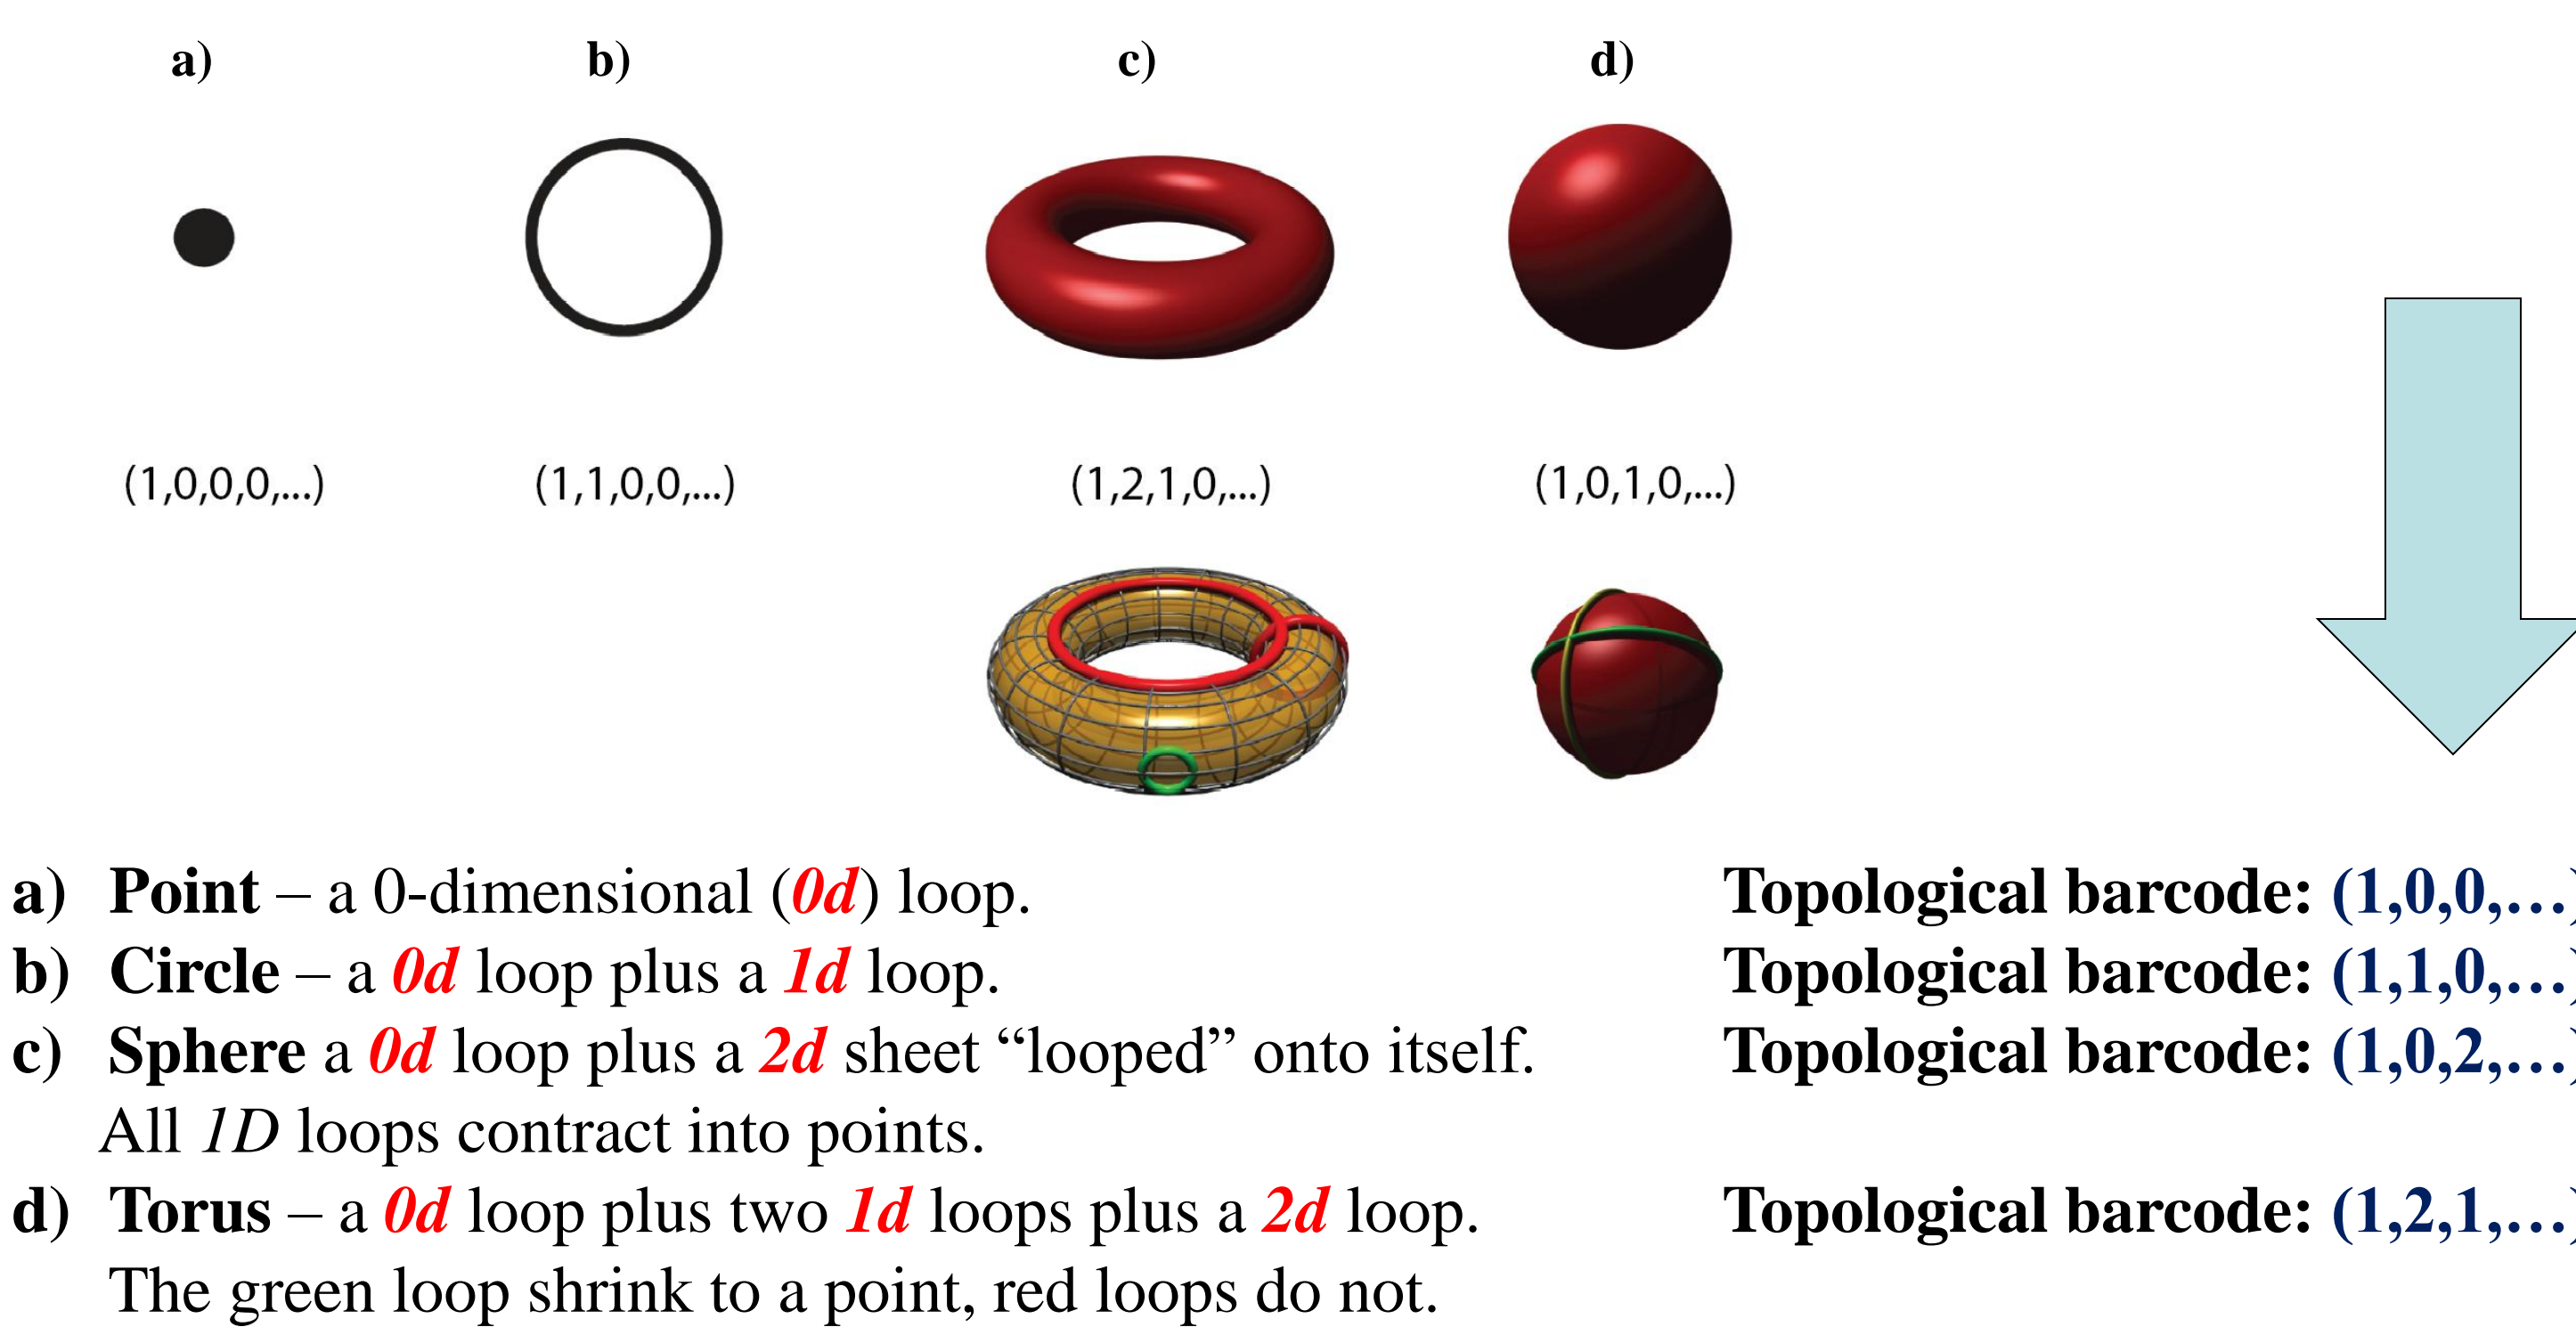 a) b) c) d)
(1,0,0,0,...) (1,1,0,0,...) (1,2,1,0,...) (1,0,1,0,...)
a) Point – a 0-dimensional (0d) loop. Topological barcode: (1,0,0,…)
b) Circle – a 0d loop plus a 1d loop. Topological barcode: (1,1,0,…)
c) Sphere a 0d loop plus a 2d sheet “looped” onto itself. Topological barcode: (1,0,2,…)
All 1D loops contract into points.
d) Torus – a 0d loop plus two 1d loops plus a 2d loop. Topological barcode: (1,2,1,…)
The green loop shrink to a point, red loops do not.